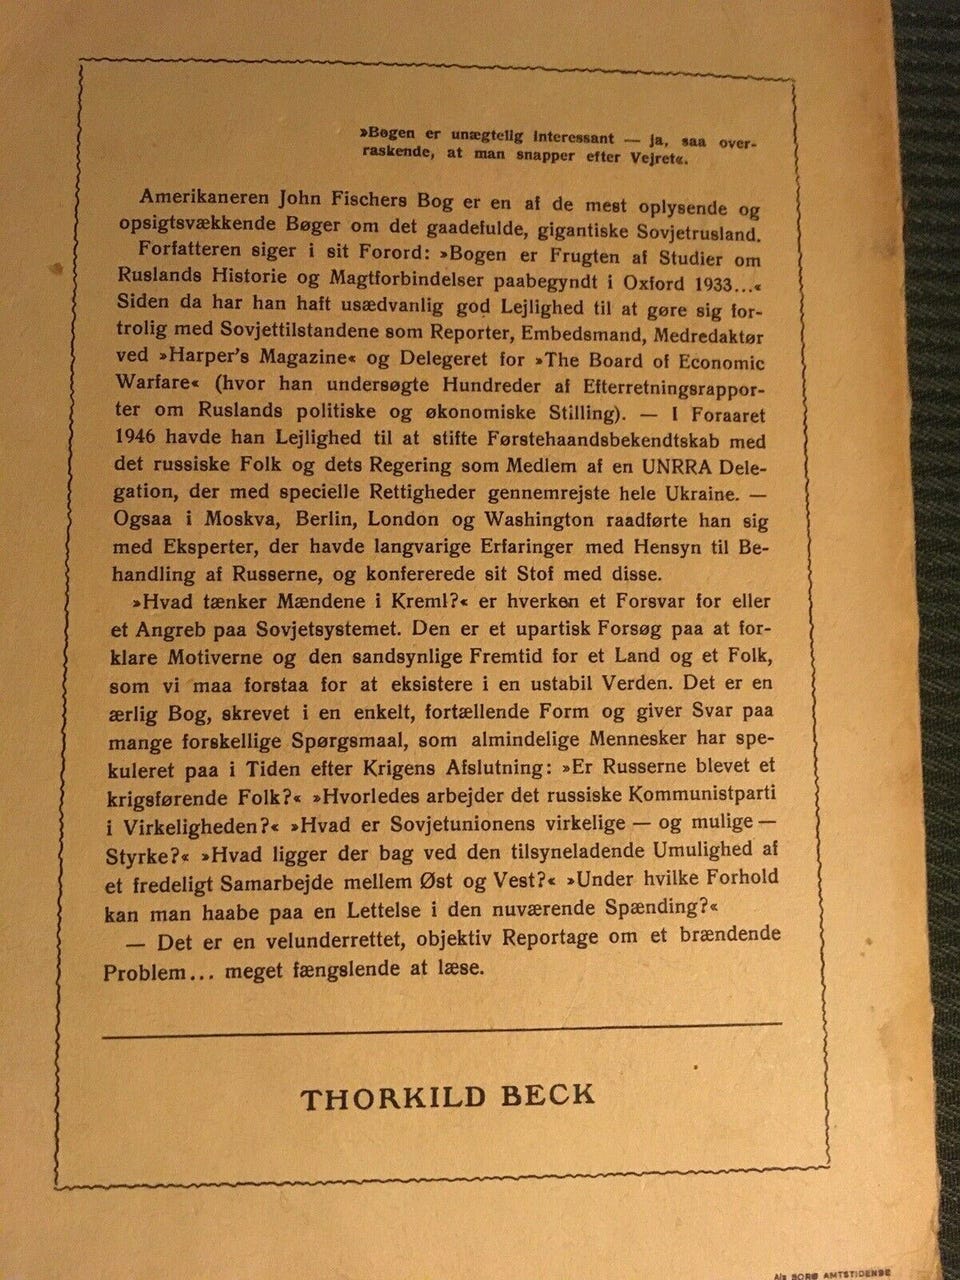 »Bogen er unægtelig interessant — ja, saa over-
raskende, at man snapper efter Vejret«.
Amerikaneren John Fischers Bog er en af de mest oplysende og
opsigtsvækkende Bøger om det gaadefulde, gigantiske Sovjetrusland.
Forfatteren siger i sit Forord: »Bogen er Frugten af Studier om
Ruslands Historie og Magtforbindelser paabegyndt i Oxford 1933...«
Siden da har han haft usædvanlig god Lejlighed til at gøre sig for-
trolig med Sovjettilstandene som Reporter, Embedsmand, Medredaktør
ved »Harper's Magazine« og Delegeret for »The Board of Economic
Warfare« (hvor han undersøgte Hundreder af Efterretningsrappor-
ter om Ruslands politiske og økonomiske Stilling). — I Foraaret
1946 havde han Lejlighed til at stifte Førstehaandsbekendtskab med
det russiske Folk og dets Regering som Medlem af en UNRRA Dele-
gation, der med specielle Rettigheder gennemrejste hele Ukraine. —
Ogsaa i Moskva, Berlin, London og Washington raadførte han sig
med Eksperter, der havde langvarige Erfaringer med Hensyn til Be-
handling af Russerne, og konfererede sit Stof med disse.
»Hvad tænker Mændene i Kreml?« er hverken et Forsvar for eller
et Angreb paa Sovjetsystemet. Den er et upartisk Forsøg paa at for-
klare Motiverne og den sandsynlige Fremtid for et Land og et Folk,
som vi maa forstaa for at eksistere i en ustabil Verden. Det er en
ærlig Bog, skrevet i en enkelt, fortællende Form og giver Svar paa
mange forskellige Spørgsmaal, som almindelige Mennesker har spe-
kuleret paa i Tiden efter Krigens Afslutning: »Er Russerne blevet et
krigsførende Folk?« »Hvorledes arbejder det russiske Kommunistparti
i Virkeligheden?« »Hvad er Sovjetunionens virkelige — og mulige —
Styrke?« »Hvad ligger der bag ved den tilsyneladende Umulighed af
et fredeligt Samarbejde mellem Øst og Vest?« »Under hvilke Forhold
kan man haabe paa en Lettelse i den nuværende Spænding?«
— Det er en velunderrettet, objektiv Reportage om et brændende
Problem... meget fængslende at læse.
THORKILD BECK
A/s SORØ AMTSTIDENDE